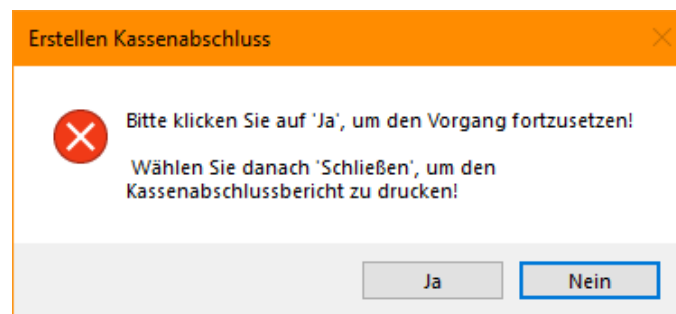 Erstellen Kassenabschluss
Bitte klicken Sie auf 'Ja', um den Vorgang fortzusetzen!
Wählen Sie danach 'Schließen', um den
Kassenabschlussbericht zu drucken!
Ja
Nein